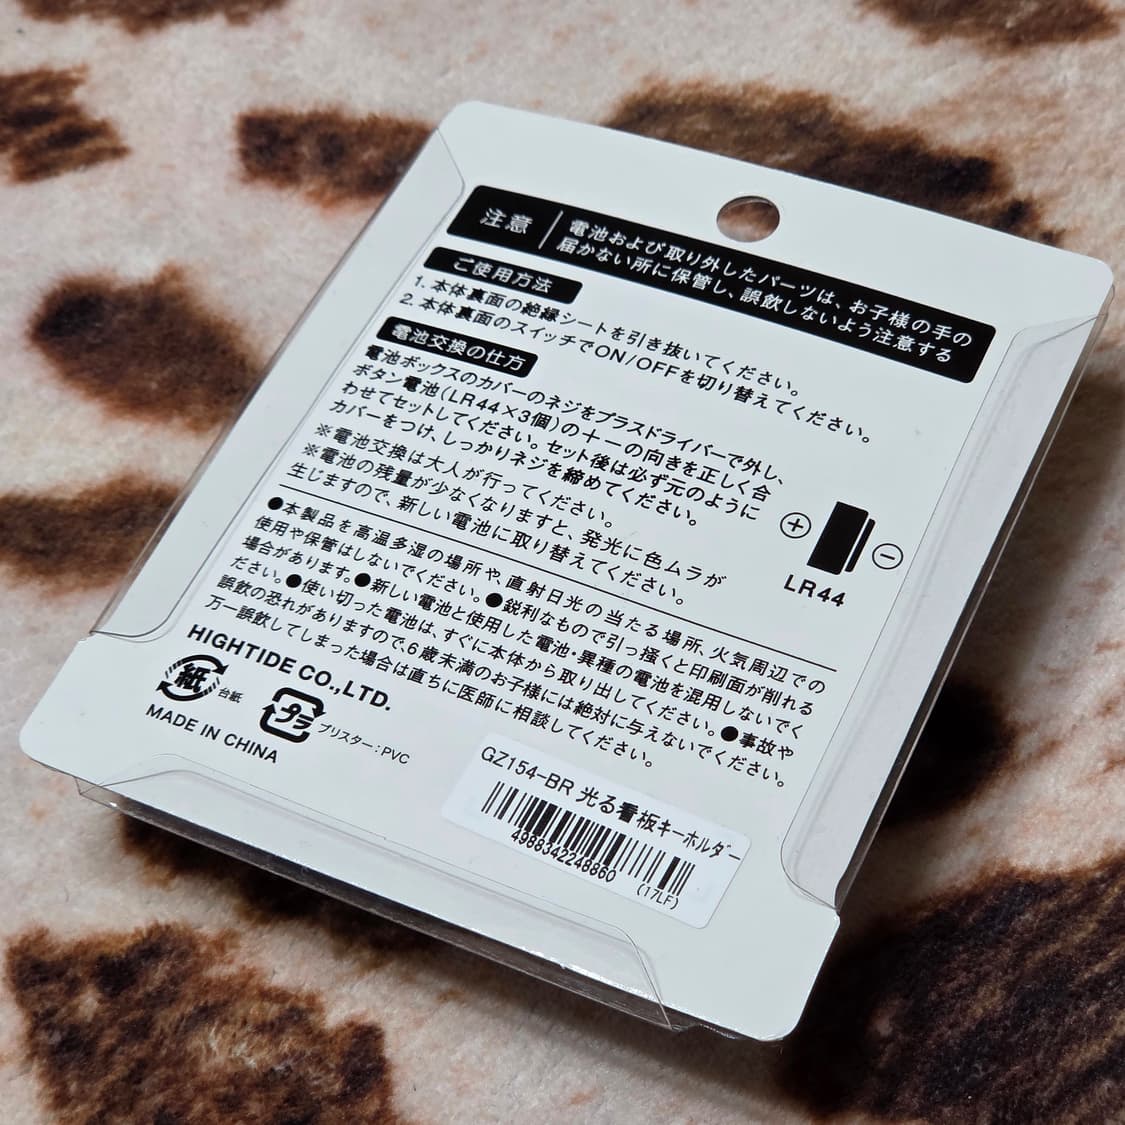 注意
電池および取り外したパーツは、お子様の手の
届かない所に保管し、誤飲しないよう注意する
ご使用方法
1. 本体裏面の絶縁シートを引き抜いてください。
2. 本体裏面のスイッチでON/OFFを切り替えてください。
電池交換の仕方
電池ボックスのカバーのネジをプラスドライバーで外し、
ボタン電池(LR44×3個)の＋−の向きを正しく合
わせてセットしてください。セット後は必ず元のように
カバーをつけ、しっかりネジを締めてください。
※電池交換は大人が行ってください。
※電池の残量が少なくなりますと、発光に色ムラが
生じますので、新しい電池に取り替えてください。
＋
−
LR44
●本製品を高温多湿の場所や、直射日光の当たる場所、火気周辺での
使用や保管はしないでください。●鋭利なもので引っ掻くと印刷面が削れる
場合があります。●新しい電池と使用した電池・異種の電池を混用しないでく
ださい。●使い切った電池は、すぐに本体から取り出してください。●事故や
誤飲の恐れがありますので、6歳未満のお子様には絶対に与えないでください。
万一誤飲してしまった場合は直ちに医師に相談してください。
HIGHTIDE CO.,LTD.
紙
台紙
プラ
ブリスター：PVC
MADE IN CHINA
GZ154-BR 光る看板キーホルダー
4988342248860
(17LF)